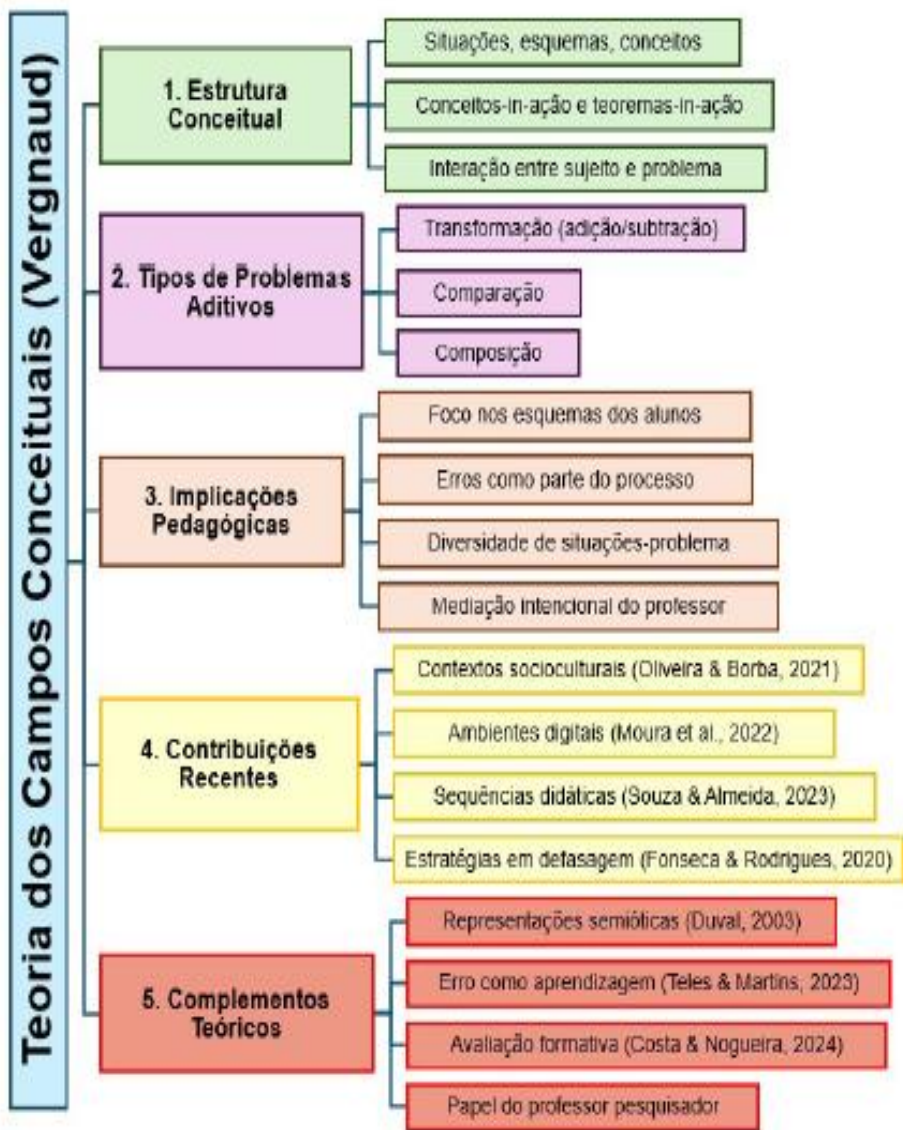 Teoria dos Campos Conceituais (Vergnaud)
1. Estrutura
Conceitual
Situações, esquemas, conceitos
Conceitos-in-ação e teoremas-in-ação
Interação entre sujeito e problema
2. Tipos de Problemas
Aditivos
Transformação (adição/subtração)
Comparação
Composição
3. Implicações
Pedagógicas
Foco nos esquemas dos alunos
Erros como parte do processo
Diversidade de situações-problema
Mediação intencional do professor
4. Contribuições
Recentes
Contextos socioculturais (Oliveira & Borba, 2021)
Ambientes digitais (Moura et al., 2022)
Sequências didáticas (Souza & Almeida, 2023)
Estratégias em defasagem (Fonseca & Rodrigues, 2020)
5. Complementos
Teóricos
Representações semióticas (Duval, 2003)
Erro como aprendizagem (Teles & Martins, 2023)
Avaliação formativa (Costa & Nogueira, 2024)
Papel do professor pesquisador